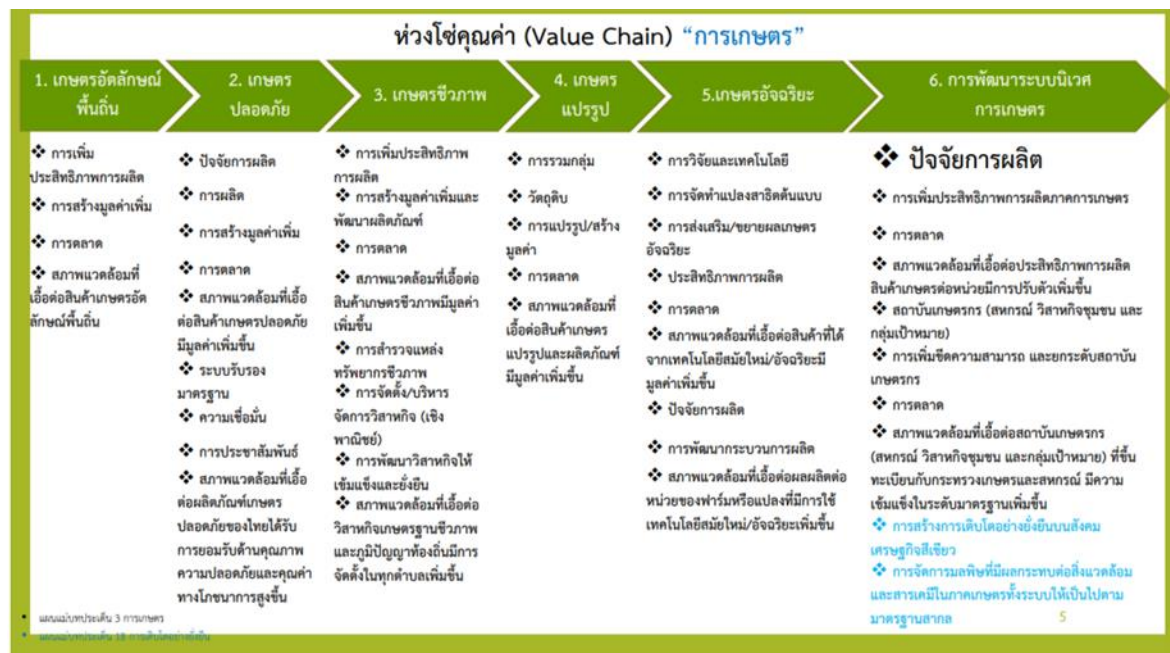 ห่วงโซ่คุณค่า (Value Chain) “การเกษตร”
1. เกษตรอัตลักษณ์
พื้นถิ่น
2. เกษตร
ปลอดภัย
3. เกษตรชีวภาพ
4. เกษตร
แปรรูป
5.เกษตรอัจฉริยะ
6. การพัฒนาระบบนิเวศ
การเกษตร
❖ การเพิ่ม
ประสิทธิภาพการผลิต
❖ การสร้างมูลค่าเพิ่ม
❖ การตลาด
❖ สภาพแวดล้อมที่
เอื้อต่อสินค้าเกษตรอัต
ลักษณ์พื้นถิ่น
❖ ปัจจัยการผลิต
❖ การผลิต
❖ การสร้างมูลค่าเพิ่ม
❖ การตลาด
❖ สภาพแวดล้อมที่เอื้อ
ต่อสินค้าเกษตรปลอดภัย
มีมูลค่าเพิ่มขึ้น
❖ ระบบรับรอง
มาตรฐาน
❖ ความเชื่อมั่น
❖ การประชาสัมพันธ์
❖ สภาพแวดล้อมที่เอื้อ
ต่อผลิตภัณฑ์เกษตร
ปลอดภัยของไทยได้รับ
การยอมรับด้านคุณภาพ
ความปลอดภัยและคุณค่า
ทางโภชนาการสูงขึ้น
❖ การเพิ่มประสิทธิภาพ
การผลิต
❖ การสร้างมูลค่าเพิ่มและ
พัฒนาผลิตภัณฑ์
❖ การตลาด
❖ สภาพแวดล้อมที่เอื้อต่อ
สินค้าเกษตรชีวภาพมีมูลค่า
เพิ่มขึ้น
❖ การสำรวจแหล่ง
ทรัพยากรชีวภาพ
❖ การจัดตั้ง/บริหาร
จัดการวิสาหกิจ (เชิง
พาณิชย์)
❖ การพัฒนาวิสาหกิจให้
เข้มแข็งและยั่งยืน
❖ สภาพแวดล้อมที่เอื้อต่อ
วิสาหกิจเกษตรฐานชีวภาพ
และภูมิปัญญาท้องถิ่นมีการ
จัดตั้งในทุกตำบลเพิ่มขึ้น
❖ การรวมกลุ่ม
❖ วัตถุดิบ
❖ การแปรรูป/สร้าง
มูลค่า
❖ การตลาด
❖ สภาพแวดล้อมที่
เอื้อต่อสินค้าเกษตร
แปรรูปและผลิตภัณฑ์
มีมูลค่าเพิ่มขึ้น
❖ การวิจัยและเทคโนโลยี
❖ การจัดทำแปลงสาธิตต้นแบบ
❖ การส่งเสริม/ขยายผลเกษตร
อัจฉริยะ
❖ ประสิทธิภาพการผลิต
❖ การตลาด
❖ สภาพแวดล้อมที่เอื้อต่อสินค้าที่ได้
จากเทคโนโลยีสมัยใหม่/อัจฉริยะมี
มูลค่าเพิ่มขึ้น
❖ ปัจจัยการผลิต
❖ การพัฒนากระบวนการผลิต
❖ สภาพแวดล้อมที่เอื้อต่อผลผลิตต่อ
หน่วยของฟาร์มหรือแปลงที่มีการใช้
เทคโนโลยีสมัยใหม่/อัจฉริยะเพิ่มขึ้น
❖ ปัจจัยการผลิต
❖ การเพิ่มประสิทธิภาพการผลิตภาคการเกษตร
❖ การตลาด
❖ สภาพแวดล้อมที่เอื้อต่อประสิทธิภาพการผลิต
สินค้าเกษตรต่อหน่วยมีการปรับตัวเพิ่มขึ้น
❖ สถาบันเกษตรกร (สหกรณ์ วิสาหกิจชุมชน และ
กลุ่มเป้าหมาย)
❖ การเพิ่มขีดความสามารถ และยกระดับสถาบัน
เกษตรกร
❖ การตลาด
❖ สภาพแวดล้อมที่เอื้อต่อสถาบันเกษตรกร
(สหกรณ์ วิสาหกิจชุมชน และกลุ่มเป้าหมาย) ที่ขึ้น
ทะเบียนกับกระทรวงเกษตรและสหกรณ์ มีความ
เข้มแข็งในระดับมาตรฐานเพิ่มขึ้น
❖ การสร้างการเติบโตอย่างยั่งยืนบนสังคม
เศรษฐกิจสีเขียว
❖ การจัดการมลพิษที่มีผลกระทบต่อสิ่งแวดล้อม
และสารเคมีในภาคเกษตรทั้งระบบให้เป็นไปตาม
มาตรฐานสากล
5
• แผนแม่บทประเด็น 3 การเกษตร
• แผนแม่บทประเด็น 18 การเติบโตอย่างยั่งยืน